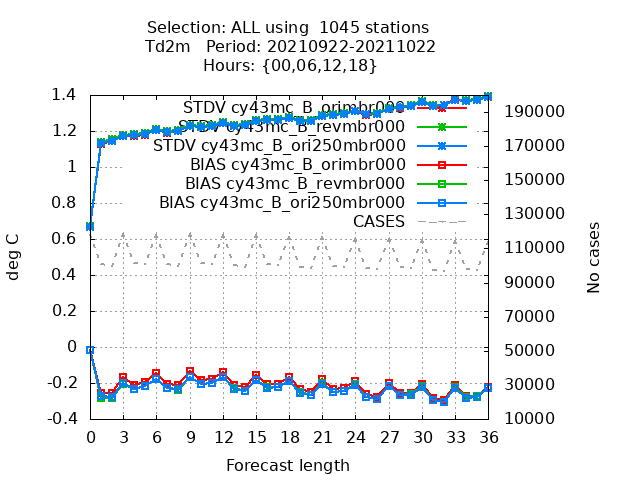 Selection: ALL using  1045 stations
Td2m   Period: 20210922-20211022
Hours: {00,06,12,18}
STDV cy43mc_B_orimbr000
STDV cy43mc_B_revmbr000
STDV cy43mc_B_ori250mbr000
BIAS cy43mc_B_orimbr000
BIAS cy43mc_B_revmbr000
BIAS cy43mc_B_ori250mbr000
CASES
1.4
1.2
1
0.8
0.6
0.4
0.2
0
-0.2
-0.4
deg C
190000
170000
150000
130000
110000
90000
70000
50000
30000
10000
No cases
0 3 6 9 12 15 18 21 24 27 30 33 36
Forecast length